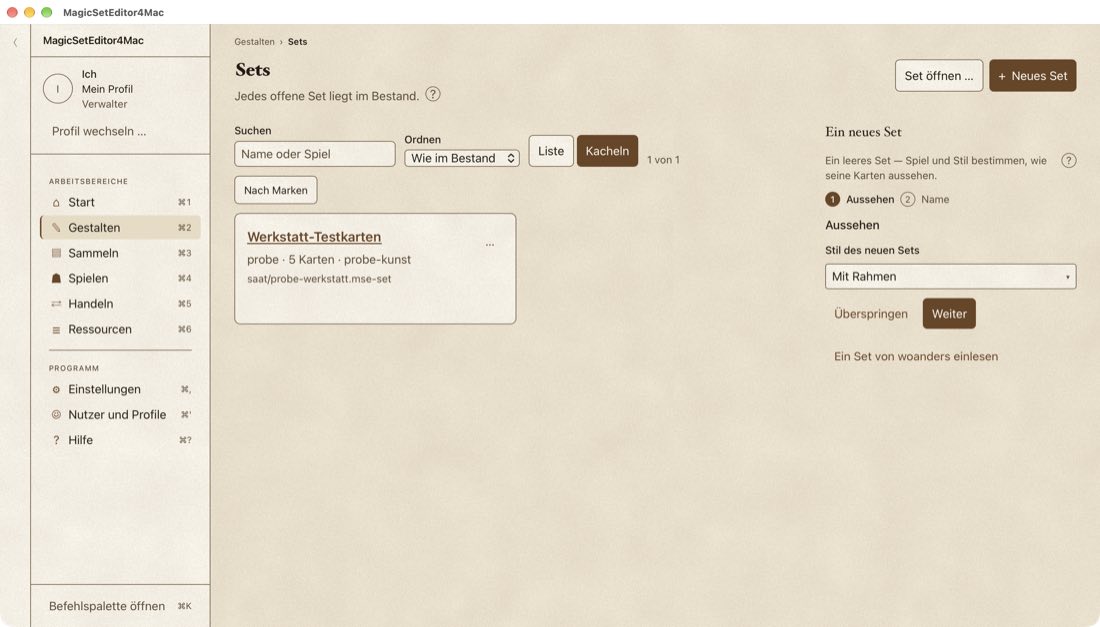 MagicSetEditor4Mac
MagicSetEditor4Mac
I
Ich
Mein Profil
Verwalter
Profil wechseln ...
ARBEITSBEREICHE
Start ⌘1
Gestalten ⌘2
Sammeln ⌘3
Spielen ⌘4
Handeln ⌘5
Ressourcen ⌘6
PROGRAMM
Einstellungen ⌘,
Nutzer und Profile ⌘'
? Hilfe ⌘?
Befehlspalette öffnen ⌘K
Gestalten › Sets
Sets
Jedes offene Set liegt im Bestand. ?
Set öffnen ...
+ Neues Set
Suchen
Name oder Spiel
Ordnen
Wie im Bestand
Liste
Kacheln
1 von 1
Nach Marken
Werkstatt-Testkarten ...
probe · 5 Karten · probe-kunst
saat/probe-werkstatt.mse-set
Ein neues Set
Ein leeres Set — Spiel und Stil bestimmen, wie
seine Karten aussehen.
?
1 Aussehen 2 Name
Aussehen
Stil des neuen Sets
Mit Rahmen
Überspringen
Weiter
Ein Set von woanders einlesen